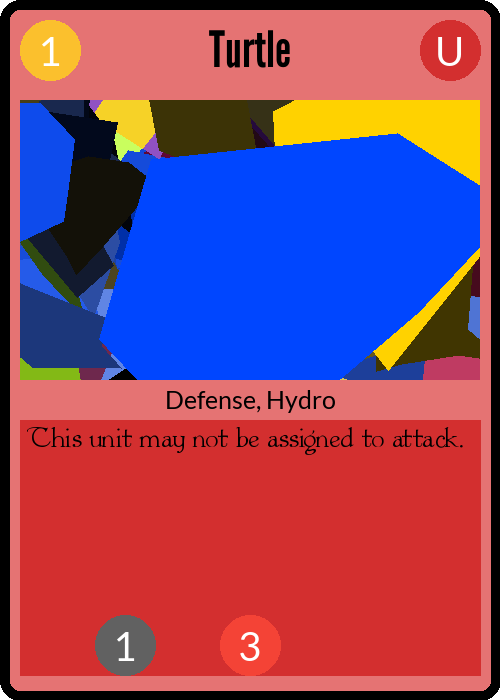 1
Turtle
U
Defense, Hydro
This unit may not be assigned to attack.
1
3